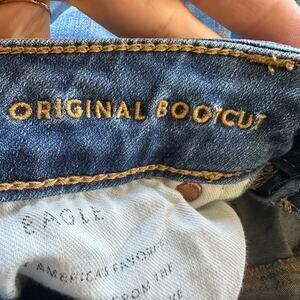 ORIGINAL BOOTCUT
EAGLE
AMERICA'S FAVORITE
FROM THE